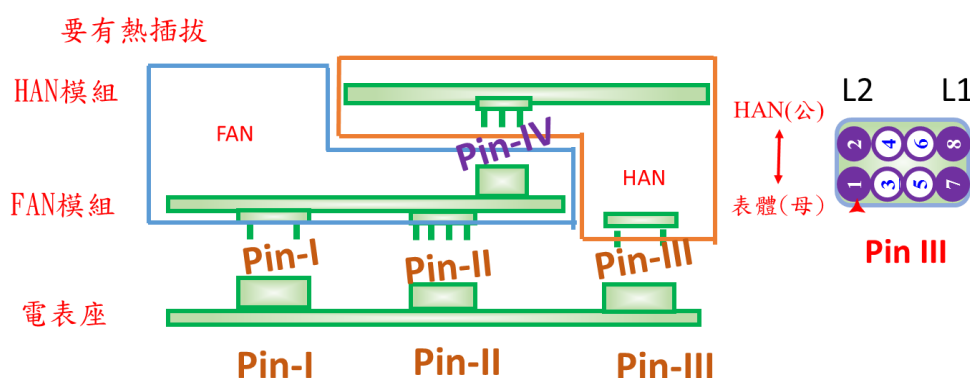 要有熱插拔
HAN模組
FAN
Pin-IV
HAN
FAN模組
Pin-I
Pin-II
Pin-III
電表座
Pin-I
Pin-II
Pin-III
L2
L1
HAN(公)
2
4
6
8
1
3
5
7
表體(母)
Pin III